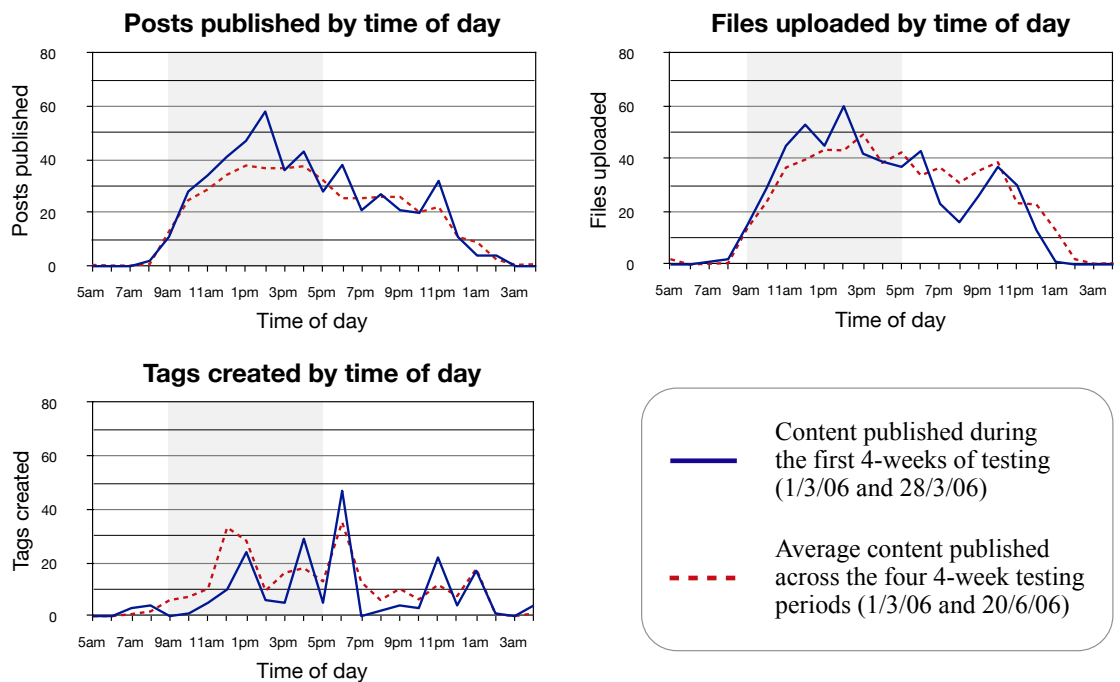 Posts published by time of day
80
60
40
20
0
Posts published
5am 7am 9am 11am 1pm 3pm 5pm 7pm 9pm 11pm 1am 3am
Time of day
Files uploaded by time of day
80
60
40
20
0
Files uploaded
5am 7am 9am 11am 1pm 3pm 5pm 7pm 9pm 11pm 1am 3am
Time of day
Tags created by time of day
80
60
40
20
0
Tags created
5am 7am 9am 11am 1pm 3pm 5pm 7pm 9pm 11pm 1am 3am
Time of day
Content published during
the first 4-weeks of testing
(1/3/06 and 28/3/06)
Average content published
across the four 4-week testing
periods (1/3/06 and 20/6/06)